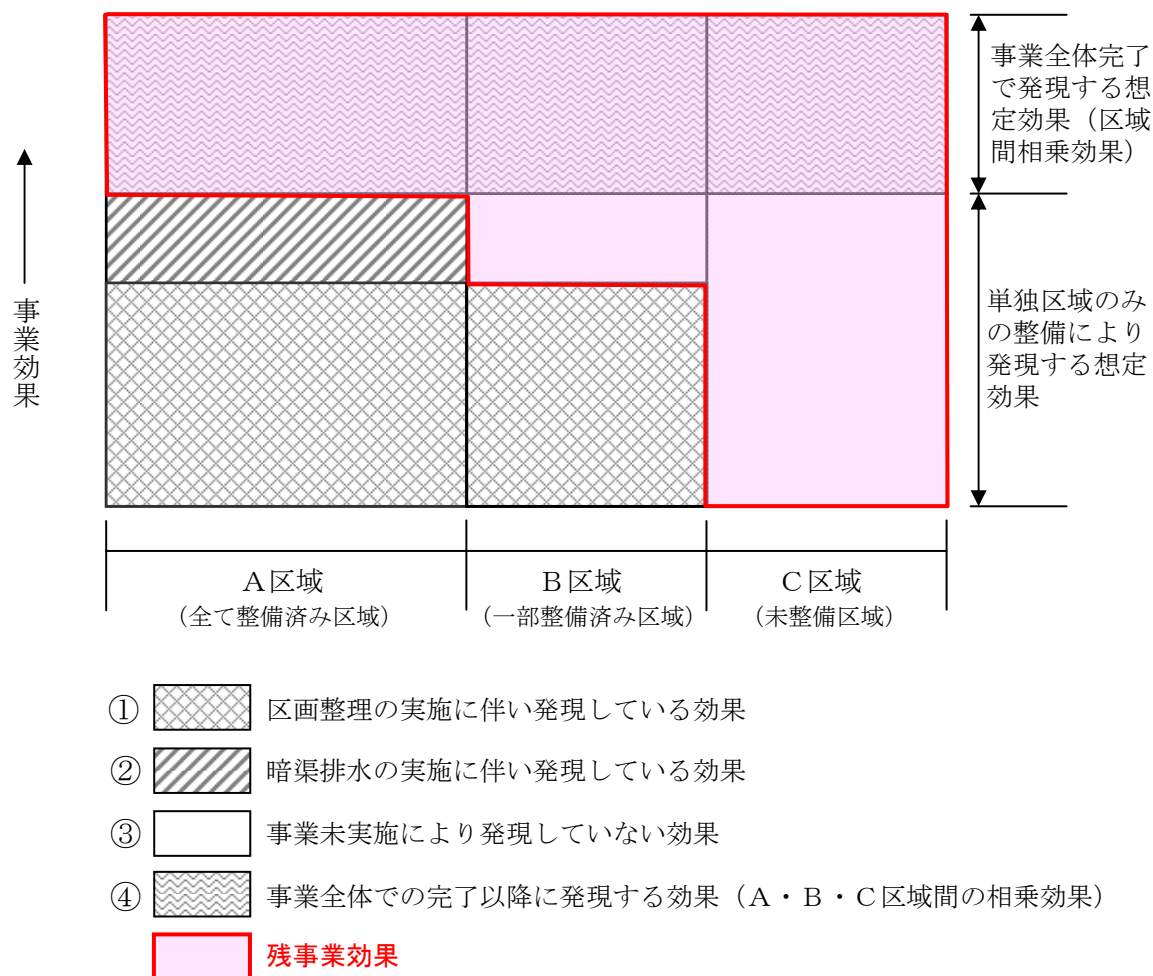 事業全体完了
で発現する想
定効果（区域
間相乗効果）
事業効果
単独区域のみ
の整備により
発現する想定
効果
Ａ区域
（全て整備済み区域）
Ｂ区域
（一部整備済み区域）
Ｃ区域
（未整備区域）
① 区画整理の実施に伴い発現している効果
② 暗渠排水の実施に伴い発現している効果
③ 事業未実施により発現していない効果
④ 事業全体での完了以降に発現する効果（Ａ・Ｂ・Ｃ区域間の相乗効果）
残事業効果